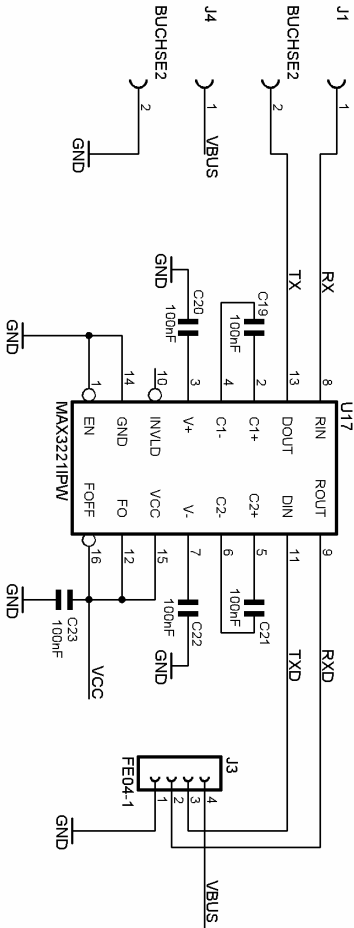 J1
1
BUCHSE2
2
J4
1
VBUS
BUCHSE2
2
GND
RX
TX
C19
100nF
C20
100nF
GND
GND
U17
8 RIN ROUT 9
13 DOUT DIN 11
2 C1+ C2+ 5
4 C1- C2- 6
3 V+ V- 7
10 INVLD VCC 15
14 GND FO 12
1 EN FOFF 16
MAX3221IPW
RXD
TXD
C21
100nF
C22
100nF
GND
C23
100nF
GND
VCC
J3
4
3
2
1
FE04-1
VBUS
GND